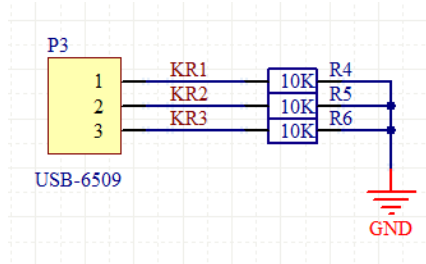 P3
1 KR1 10K R4
2 KR2 10K R5
3 KR3 10K R6
USB-6509
GND